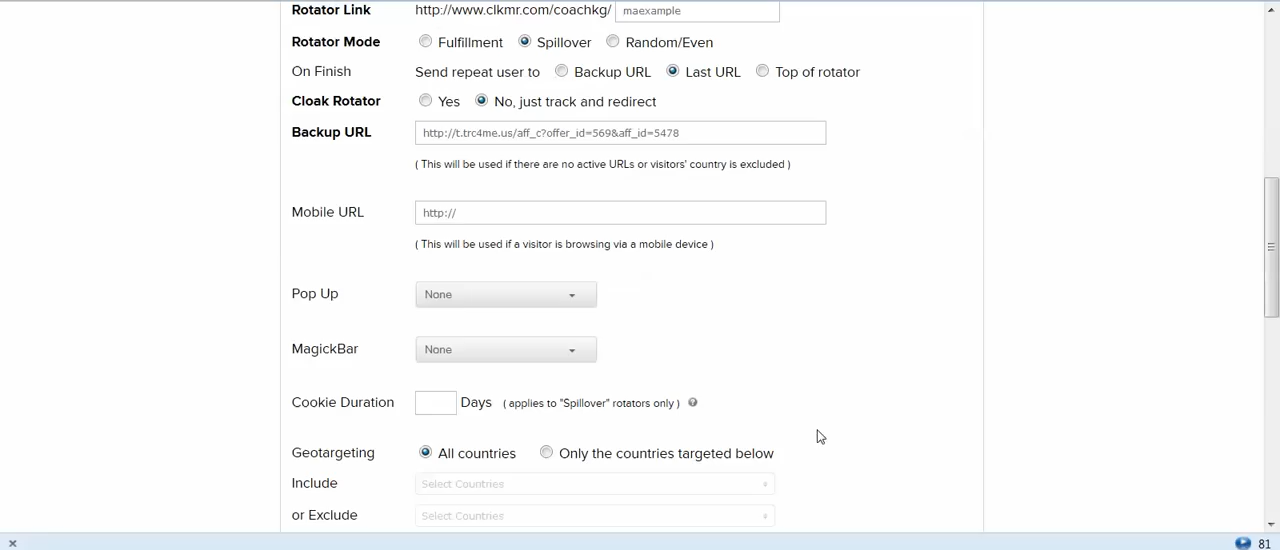 Rotator Link http://www.clkmr.com/coachkg/ maexample
Rotator Mode Fulfillment Spillover Random/Even
On Finish Send repeat user to Backup URL Last URL Top of rotator
Cloak Rotator Yes No, just track and redirect
Backup URL http://t.trc4me.us/aff_c?offer_id=569&aff_id=5478
( This will be used if there are no active URLs or visitors' country is excluded )
Mobile URL http://
( This will be used if a visitor is browsing via a mobile device )
Pop Up None
MagickBar None
Cookie Duration Days ( applies to "Spillover" rotators only ) ?
Geotargeting All countries Only the countries targeted below
Include Select Countries
or Exclude Select Countries
81